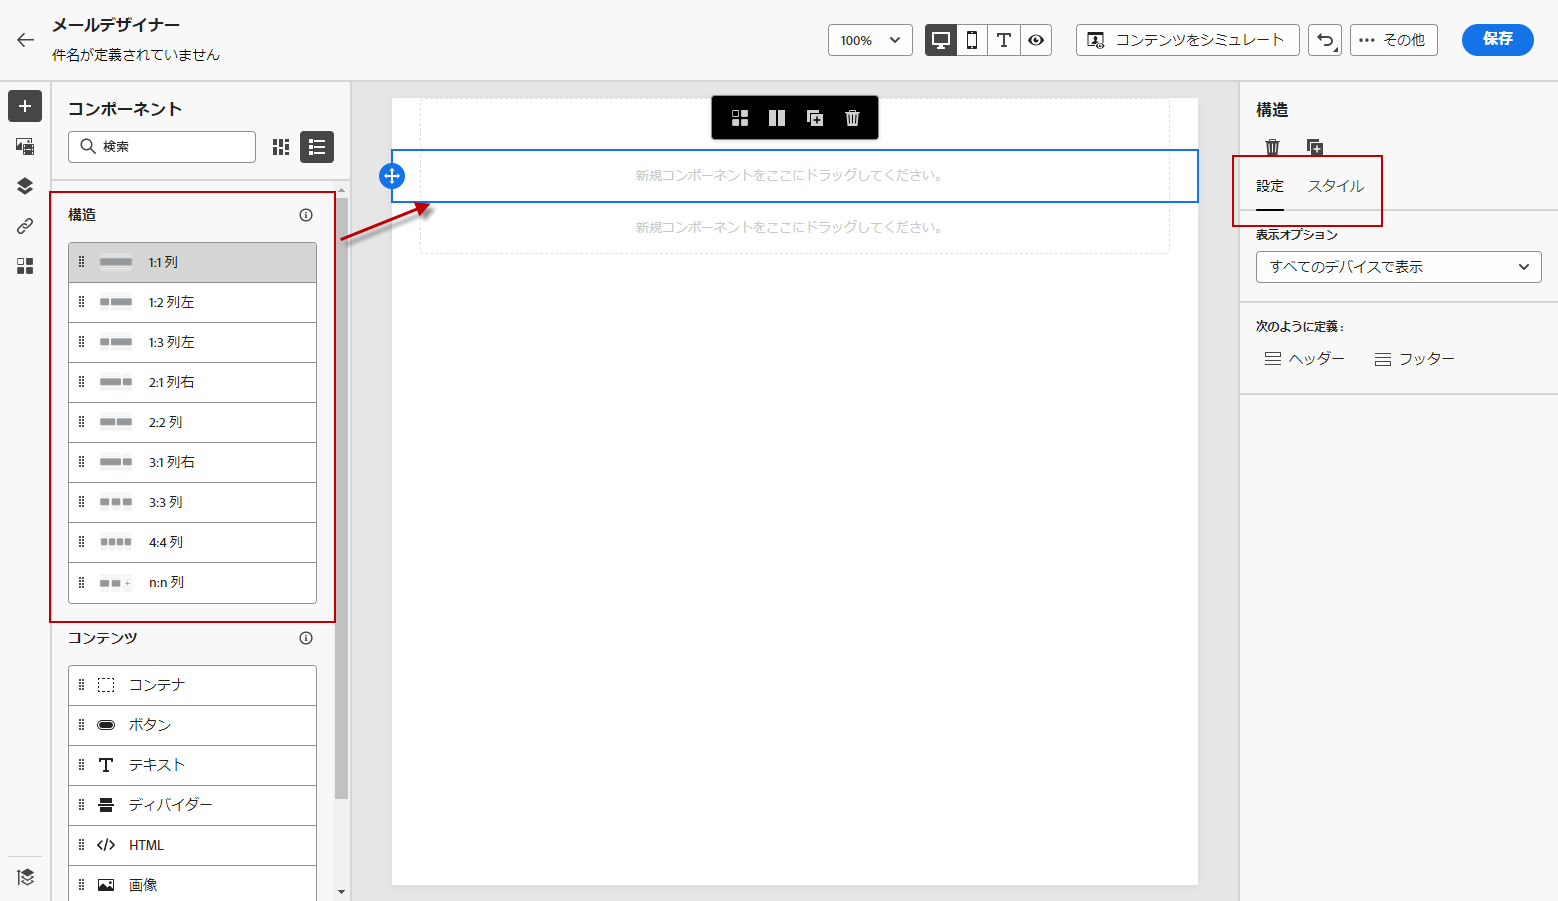 メールデザイナー
件名が定義されていません
100%
コンテンツをシミュレート
その他
保存
コンポーネント
検索
構造
1:1 列
1:2 列左
1:3 列左
2:1 列右
2:2 列
3:1 列右
3:3 列
4:4 列
n:n 列
コンテンツ
コンテナ
ボタン
テキスト
ディバイダー
HTML
画像
新規コンポーネントをここにドラッグしてください。
新規コンポーネントをここにドラッグしてください。
構造
設定 スタイル
表示オプション
すべてのデバイスで表示
次のように定義:
ヘッダー フッター